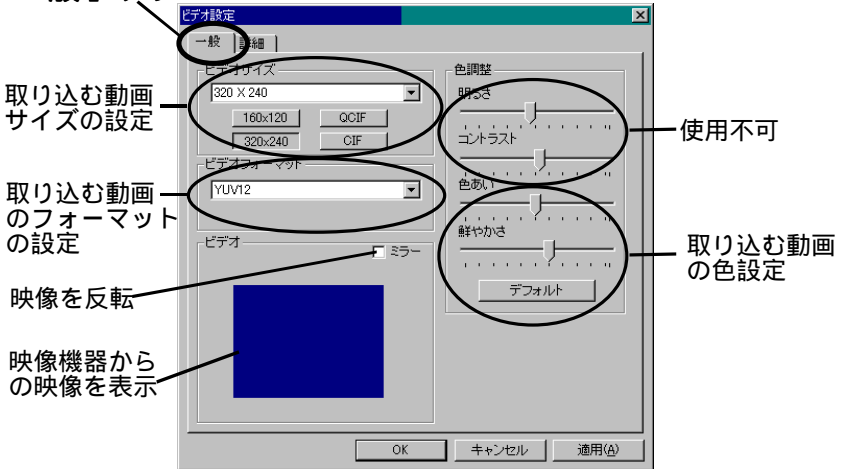 ビデオ設定
一般
詳細
ビデオサイズ
320 X 240
160x120
QCIF
320x240
CIF
ビデオフォーマット
YUV12
ビデオ
ミラー
色調整
明るさ
コントラスト
色あい
鮮やかさ
デフォルト
OK
キャンセル
適用(A)
取り込む動画
サイズの設定
取り込む動画
のフォーマット
の設定
映像を反転
映像機器から
の映像を表示
使用不可
取り込む動画
の色設定